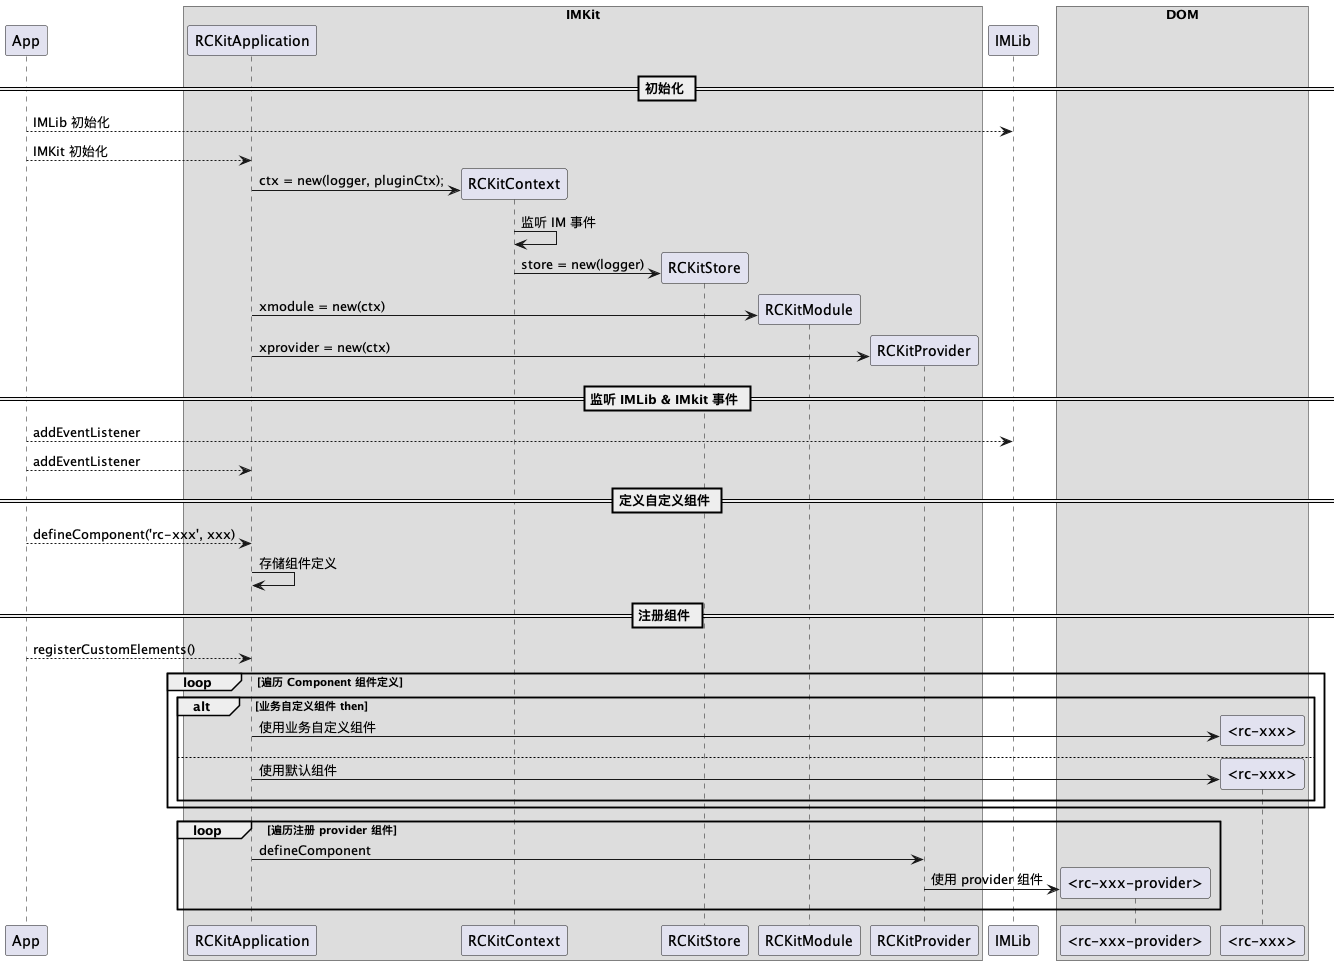 IMKit
DOM
App
RCKitApplication
IMLib
初始化
IMLib 初始化
IMKit 初始化
ctx = new(logger, pluginCtx);
RCKitContext
监听 IM 事件
store = new(logger)
RCKitStore
xmodule = new(ctx)
RCKitModule
xprovider = new(ctx)
RCKitProvider
监听 IMLib & IMkit 事件
addEventListener
addEventListener
定义自定义组件
defineComponent('rc-xxx', xxx)
存储组件定义
注册组件
registerCustomElements()
loop
[遍历 Component 组件定义]
alt
[业务自定义组件 then]
使用业务自定义组件
<rc-xxx>
使用默认组件
<rc-xxx>
loop
[遍历注册 provider 组件]
defineComponent
使用 provider 组件
<rc-xxx-provider>
App
RCKitApplication
RCKitContext
RCKitStore
RCKitModule
RCKitProvider
IMLib
<rc-xxx-provider>
<rc-xxx>